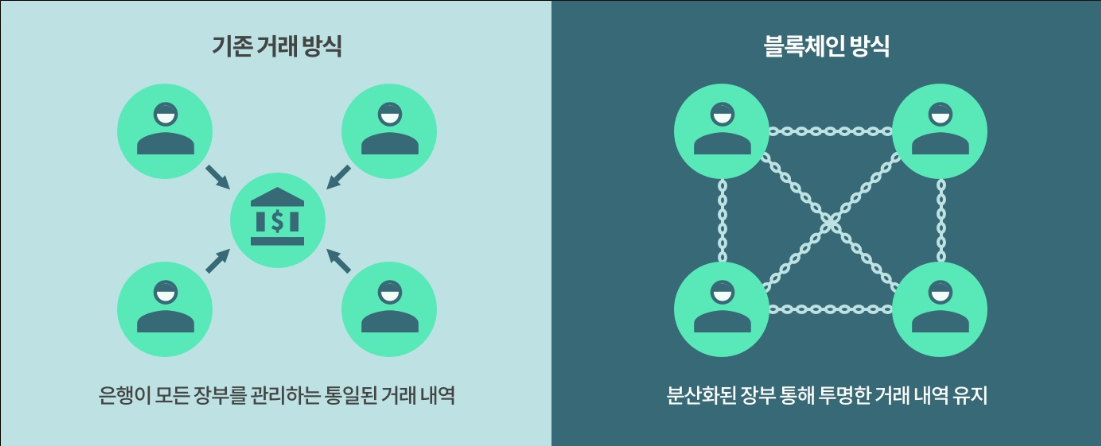 기존 거래 방식
블록체인 방식
$
은행이 모든 장부를 관리하는 통일된 거래 내역
분산화된 장부 통해 투명한 거래 내역 유지